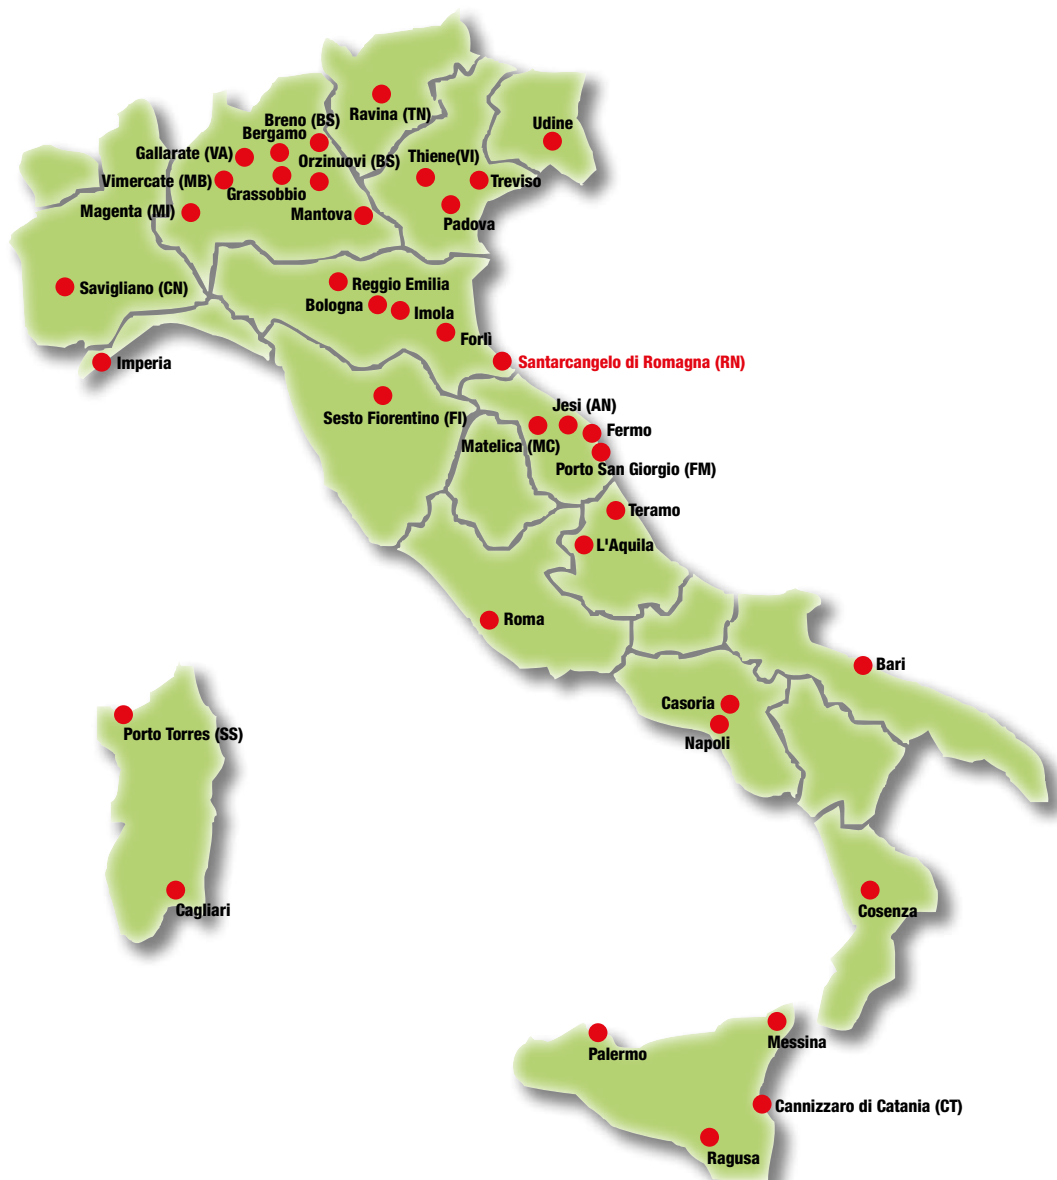 Ravina (TN)
Breno (BS)
Udine
Bergamo
Gallarate (VA)
Orzinuovi (BS)
Thiene(VI)
Vimercate (MB)
Treviso
Grassobbio
Magenta (MI)
Mantova
Padova
Reggio Emilia
Savigliano (CN)
Bologna
Imola
Forlì
Imperia
Santarcangelo di Romagna (RN)
Jesi (AN)
Sesto Fiorentino (FI)
Fermo
Matelica (MC)
Porto San Giorgio (FM)
Teramo
L'Aquila
Roma
Bari
Casoria
Porto Torres (SS)
Napoli
Cagliari
Cosenza
Messina
Palermo
Cannizzaro di Catania (CT)
Ragusa